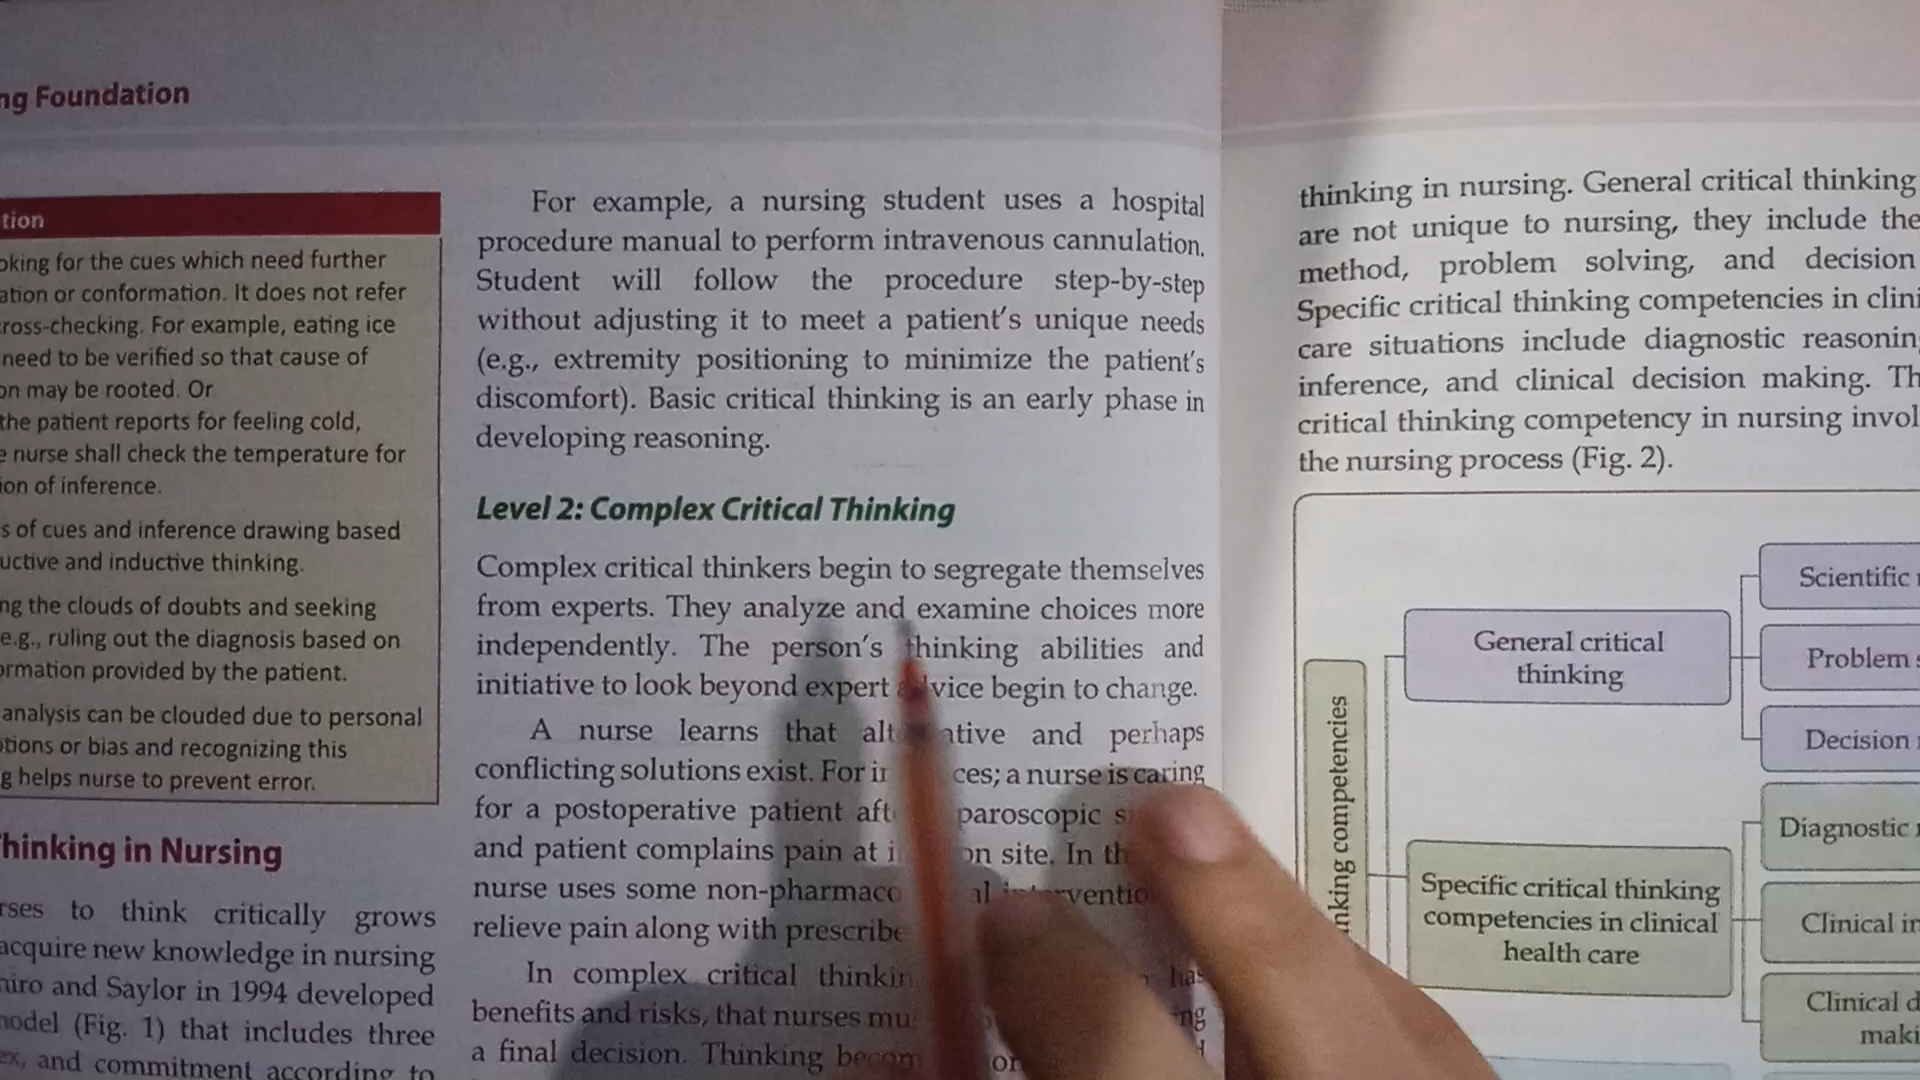 ng Foundation
tion
oking for the cues which need further
ation or conformation. It does not refer
ross-checking. For example, eating ice
need to be verified so that cause of
on may be rooted. Or
the patient reports for feeling cold,
e nurse shall check the temperature for
ion of inference.
s of cues and inference drawing based
uctive and inductive thinking.
ng the clouds of doubts and seeking
e.g., ruling out the diagnosis based on
ormation provided by the patient.
analysis can be clouded due to personal
otions or bias and recognizing this
g helps nurse to prevent error.
hinking in Nursing
rses to think critically grows
acquire new knowledge in nursing
niro and Saylor in 1994 developed
nodel (Fig. 1) that includes three
ex, and commitment according to
For example, a nursing student uses a hospital
procedure manual to perform intravenous cannulation.
Student will follow the procedure step-by-step
without adjusting it to meet a patient's unique needs
(e.g., extremity positioning to minimize the patient's
discomfort). Basic critical thinking is an early phase in
developing reasoning.
Level 2: Complex Critical Thinking
Complex critical thinkers begin to segregate themselves
from experts. They analyze and examine choices more
independently. The person's thinking abilities and
initiative to look beyond expert advice begin to change.
A nurse learns that and perhaps
conflicting solutions exist. For ces; a nurse is caring
for a postoperative patient paroscopic
and patient complains pain at on site. In
nurse uses some
relieve pain along with
In complex critical has
benefits and risks, that nurses
a final decision. Thinking
thinking in nursing. General critical thinking
are not unique to nursing, they include the
method, problem solving, and decision
Specific critical thinking competencies in clini
care situations include diagnostic reasonin
inference, and clinical decision making. Th
critical thinking competency in nursing invol
the nursing process (Fig. 2).
nking competencies
General critical
thinking
Scientific
Problem
Decision
Specific critical thinking
competencies in clinical
health care
Diagnostic
Clinical in
Clinical d
maki